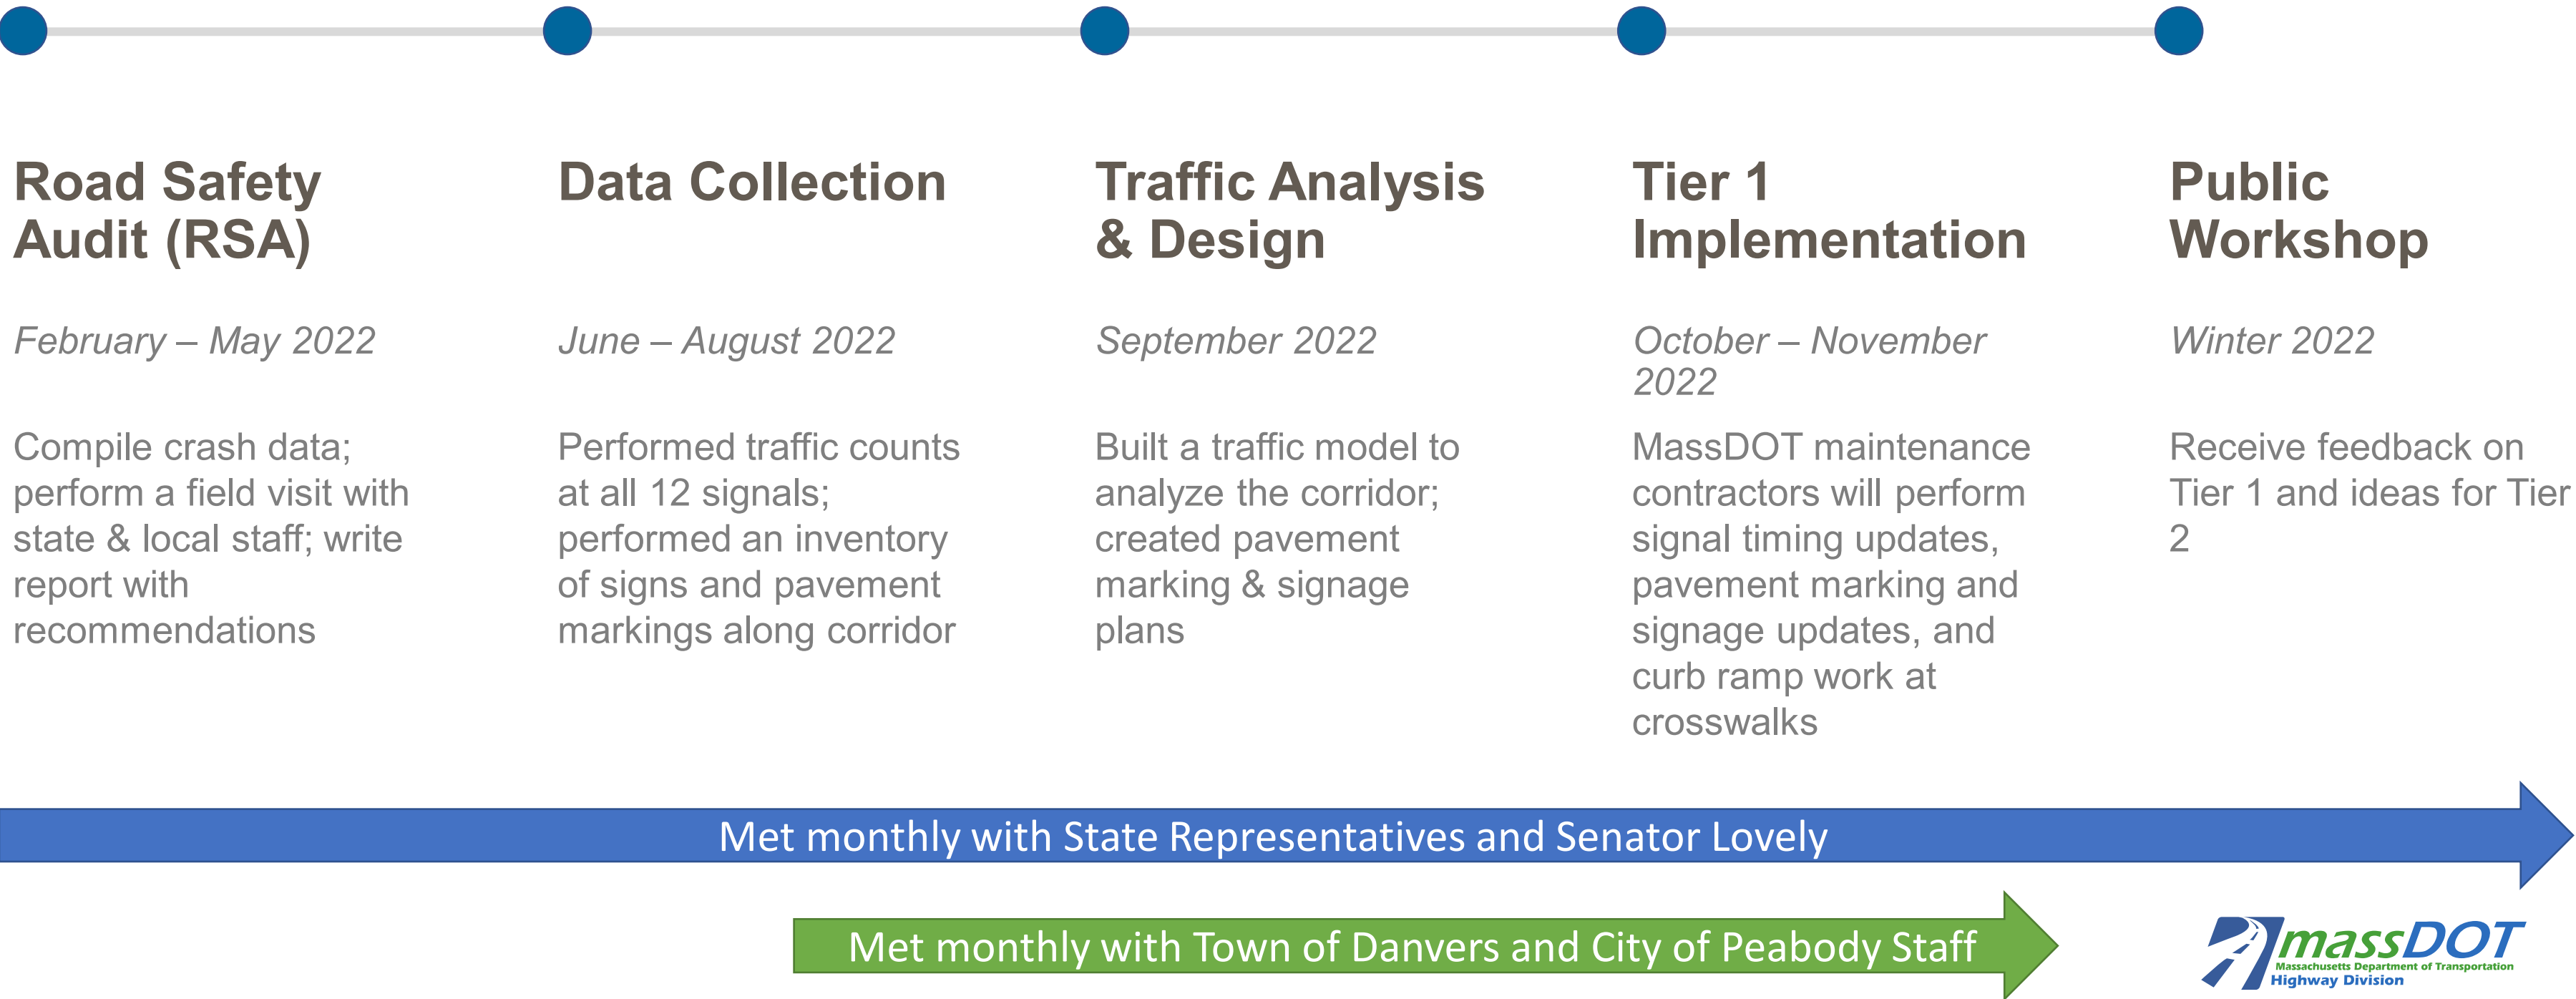 Road Safety
Audit (RSA)
February – May 2022
Compile crash data;
perform a field visit with
state & local staff; write
report with
recommendations
Data Collection
June – August 2022
Performed traffic counts
at all 12 signals;
performed an inventory
of signs and pavement
markings along corridor
Traffic Analysis
& Design
September 2022
Built a traffic model to
analyze the corridor;
created pavement
marking & signage
plans
Tier 1
Implementation
October – November
2022
MassDOT maintenance
contractors will perform
signal timing updates,
pavement marking and
signage updates, and
curb ramp work at
crosswalks
Public
Workshop
Winter 2022
Receive feedback on
Tier 1 and ideas for Tier
2
Met monthly with State Representatives and Senator Lovely
Met monthly with Town of Danvers and City of Peabody Staff
massDOT
Massachusetts Department of Transportation
Highway Division